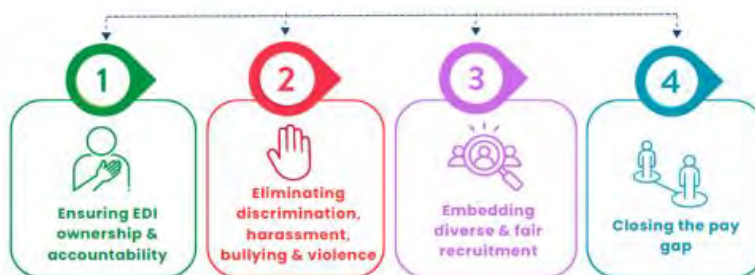 1
2
3
4
Ensuring EDI
ownership &
accountability
Eliminating
discrimination,
harassment,
bullying & violence
Embedding
diverse & fair
recruitment
Closing the pay
gap